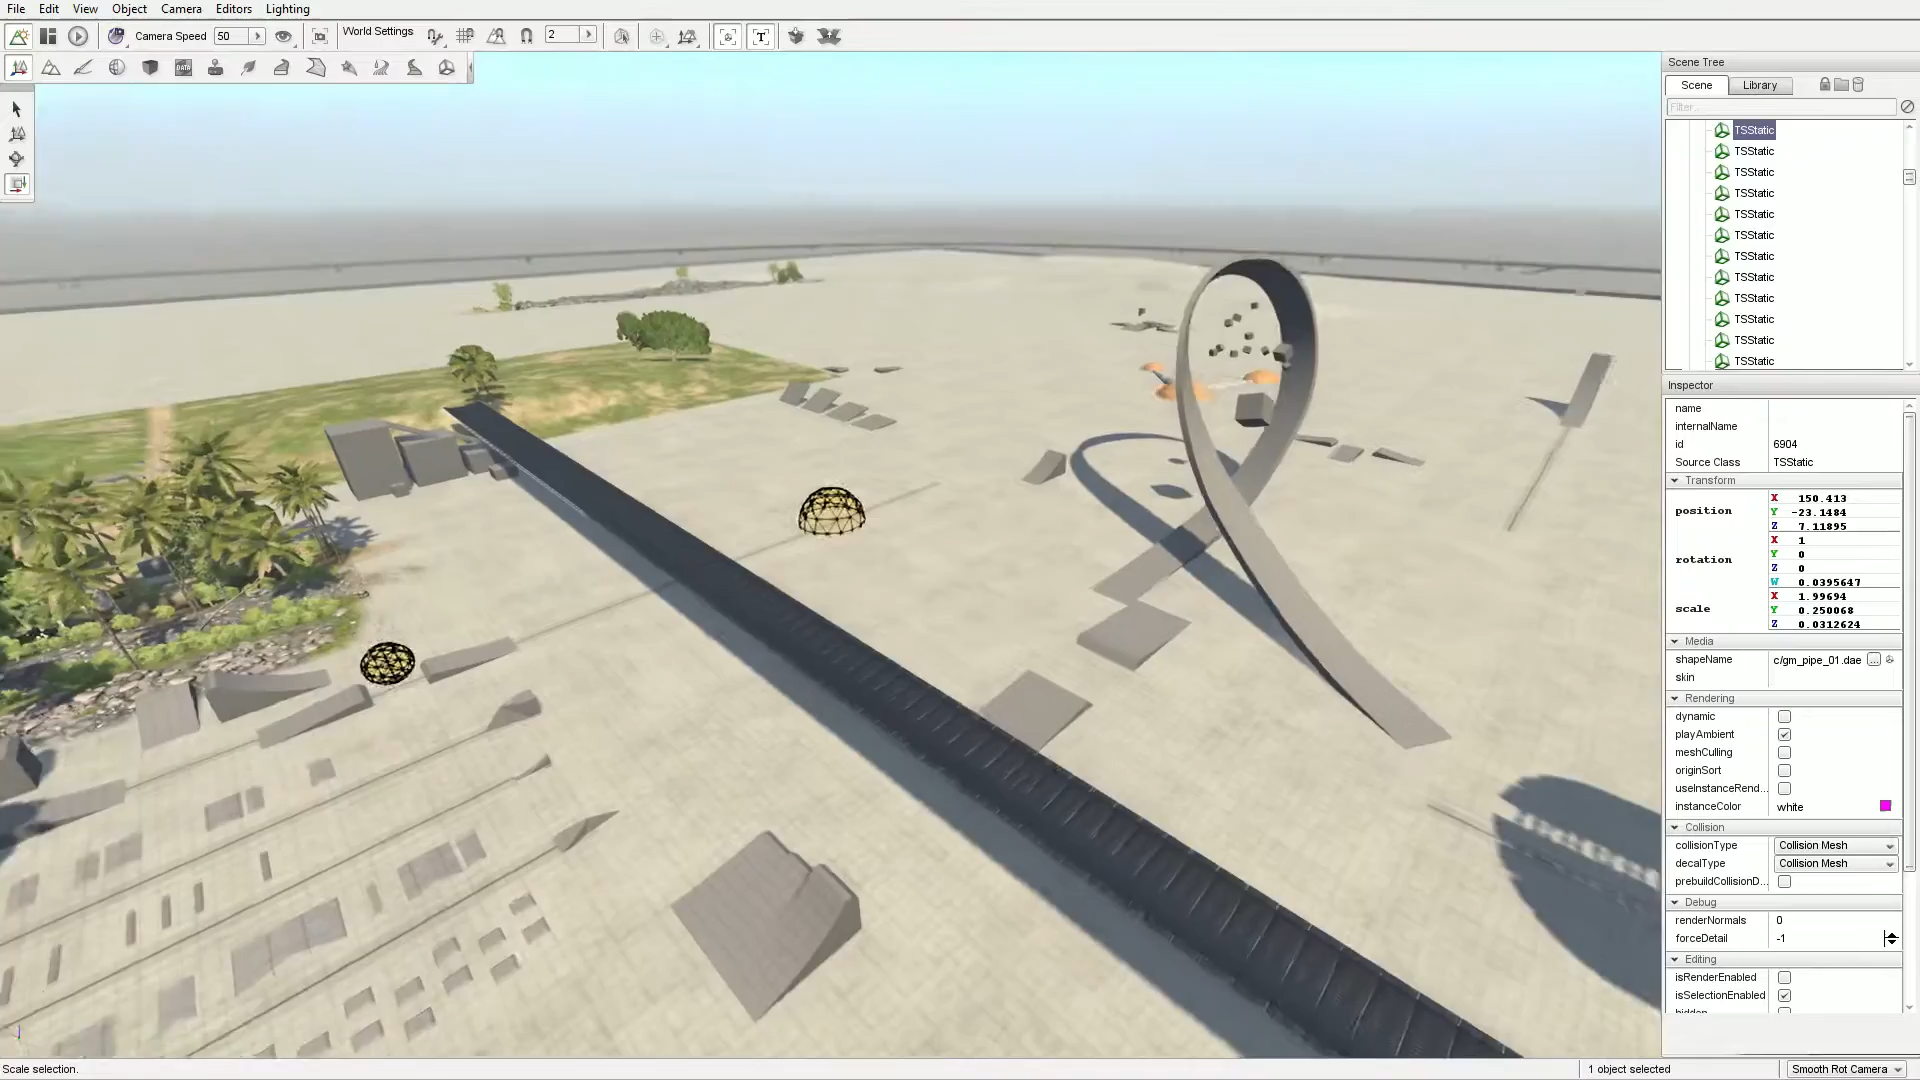 File Edit View Object Camera Editors Lighting
Camera Speed 50 World Settings 2
DATA
Scene Tree
Scene Library
Filter...
TSStatic
TSStatic
TSStatic
TSStatic
TSStatic
TSStatic
TSStatic
TSStatic
TSStatic
TSStatic
TSStatic
TSStatic
Inspector
name
internalName
id 6904
Source Class TSStatic
Transform
position X 150.413
Y -23.1484
Z 7.11895
rotation X 1
Y 0
Z 0
W 0.0395647
scale X 1.99694
Y 0.250068
Z 0.0312624
Media
shapeName c/gm_pipe_01.dae ...
skin
Rendering
dynamic
playAmbient
meshCulling
originSort
useInstanceRend...
instanceColor white
Collision
collisionType Collision Mesh
decalType Collision Mesh
prebuildCollisionD...
Debug
renderNormals 0
forceDetail -1
Editing
isRenderEnabled
isSelectionEnabled
hidden
Scale selection. 1 object selected Smooth Rot Camera